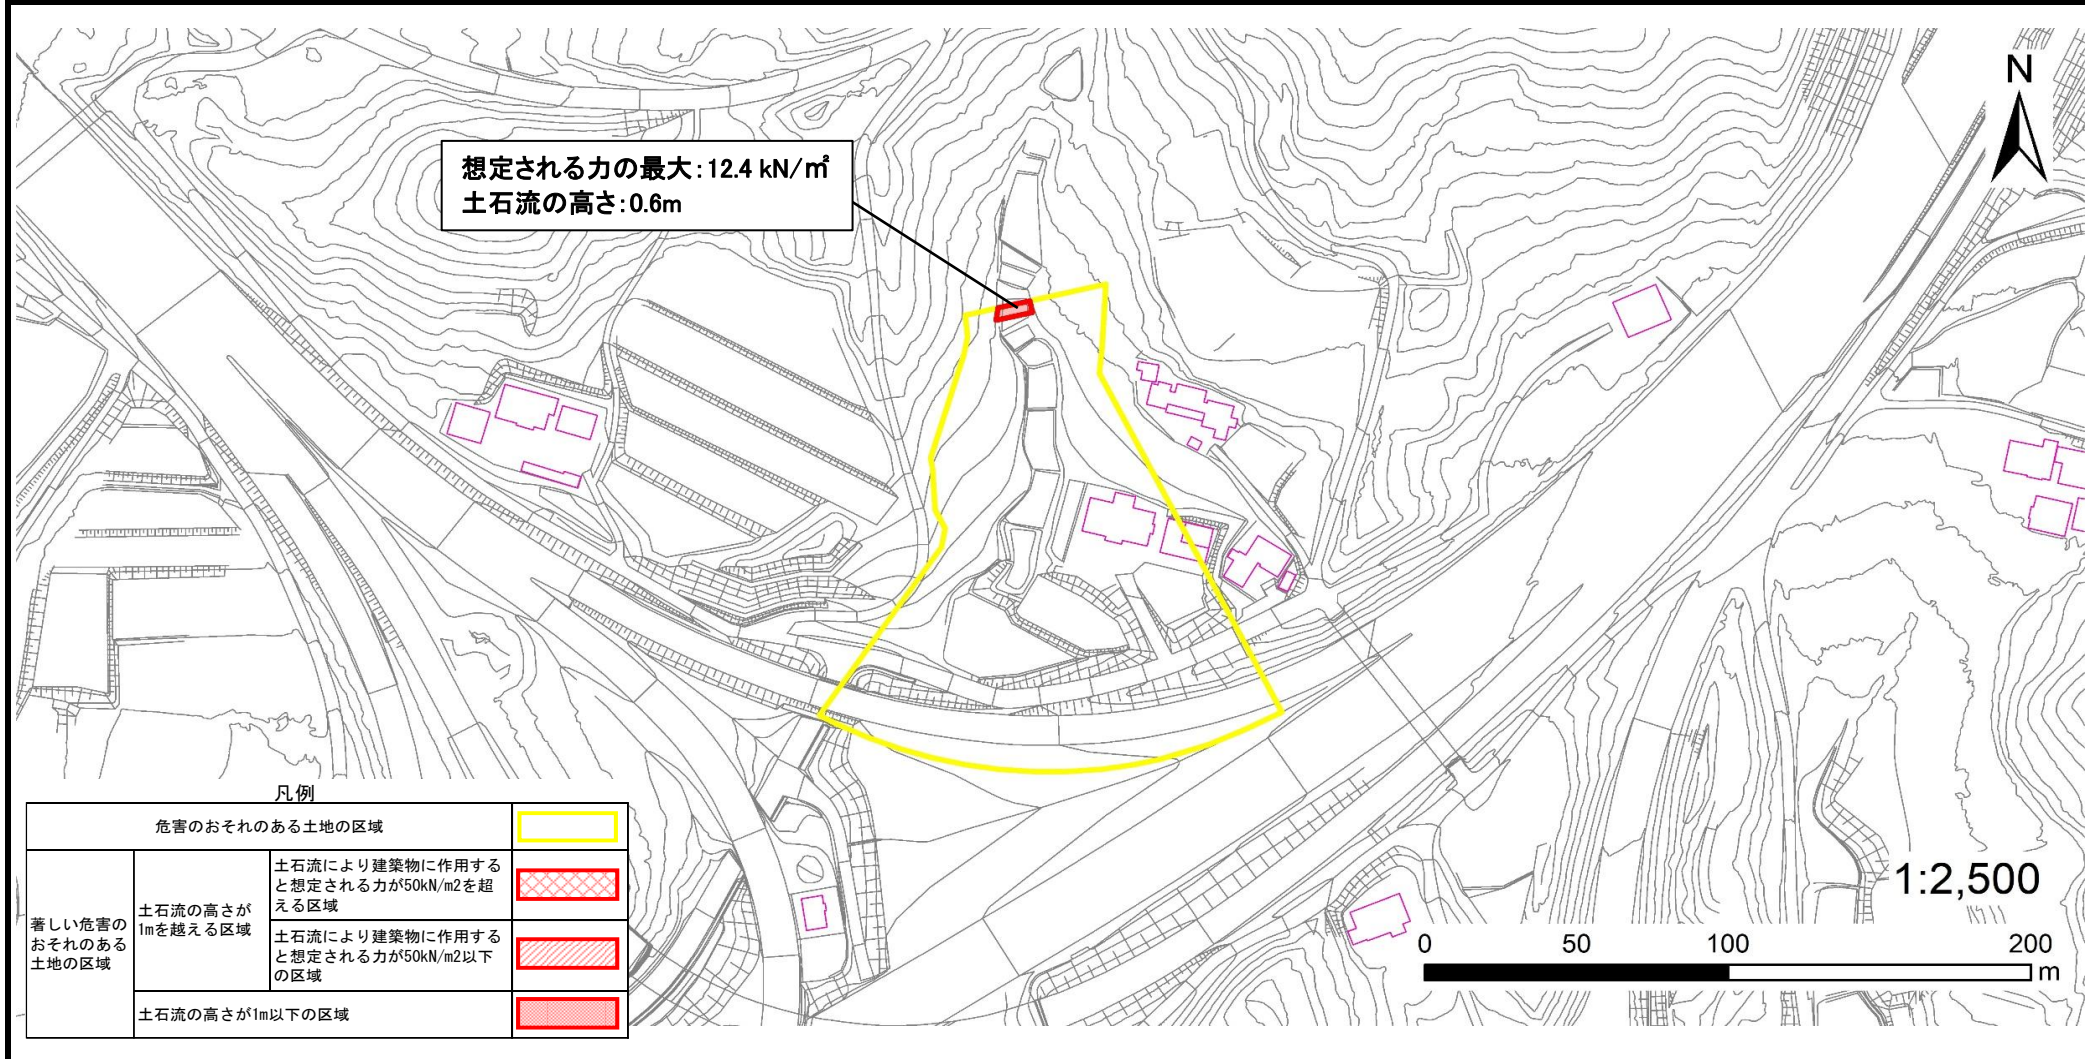 N
想定される力の最大:12.4 kN/㎡
土石流の高さ:0.6m
凡例
危害のおそれのある土地の区域
著しい危害の
おそれのある
土地の区域
土石流の高さが
1mを越える区域
土石流により建築物に作用する
と想定される力が50kN/m2を超
える区域
土石流により建築物に作用する
と想定される力が50kN/m2以下
の区域
土石流の高さが1m以下の区域
1:2,500
0 50 100 200
m